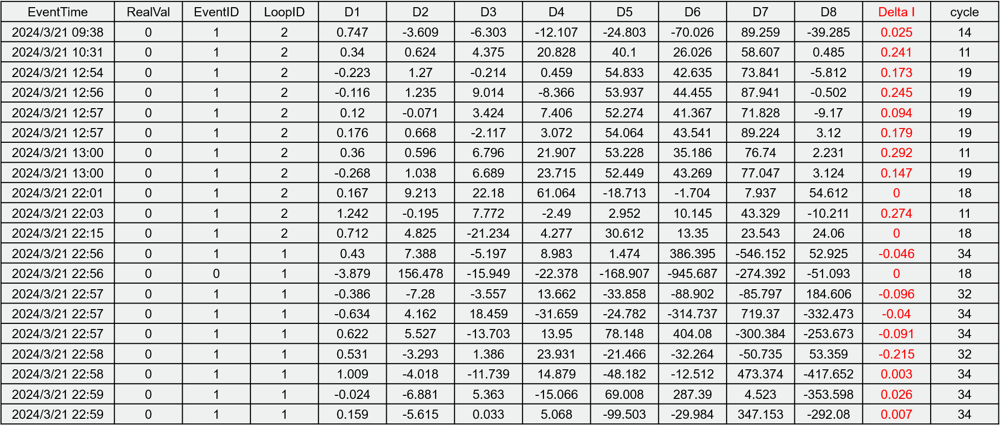 EventTime RealVal EventID LoopID D1 D2 D3 D4 D5 D6 D7 D8 Delta I cycle
2024/3/21 09:38 0 1 2 0.747 -3.609 -6.303 -12.107 -24.803 -70.026 89.259 -39.285 0.025 14
2024/3/21 10:31 0 1 2 0.34 0.624 4.375 20.828 40.1 26.026 58.607 0.485 0.241 11
2024/3/21 12:54 0 1 2 -0.223 1.27 -0.214 0.459 54.833 42.635 73.841 -5.812 0.173 19
2024/3/21 12:56 0 1 2 -0.116 1.235 9.014 -8.366 53.937 44.455 87.941 -0.502 0.245 19
2024/3/21 12:57 0 1 2 0.12 -0.071 3.424 7.406 52.274 41.367 71.828 -9.17 0.094 19
2024/3/21 12:57 0 1 2 0.176 0.668 -2.117 3.072 54.064 43.541 89.224 3.12 0.179 19
2024/3/21 13:00 0 1 2 0.36 0.596 6.796 21.907 53.228 35.186 76.74 2.231 0.292 11
2024/3/21 13:00 0 1 2 -0.268 1.038 6.689 23.715 52.449 43.269 77.047 3.124 0.147 19
2024/3/21 22:01 0 1 2 0.167 9.213 22.18 61.064 -18.713 -1.704 7.937 54.612 0 18
2024/3/21 22:03 0 1 2 1.242 -0.195 7.772 -2.49 2.952 10.145 43.329 -10.211 0.274 11
2024/3/21 22:15 0 1 2 0.712 4.825 -21.234 4.277 30.612 13.35 23.543 24.06 0 18
2024/3/21 22:56 0 1 1 0.43 7.388 -5.197 8.983 1.474 386.395 -546.152 52.925 -0.046 34
2024/3/21 22:56 0 0 1 -3.879 156.478 -15.949 -22.378 -168.907 -945.687 -274.392 -51.093 0 18
2024/3/21 22:57 0 1 1 -0.386 -7.28 -3.557 13.662 -33.858 -88.902 -85.797 184.606 -0.096 32
2024/3/21 22:57 0 1 1 -0.634 4.162 18.459 -31.659 -24.782 -314.737 719.37 -332.473 -0.04 34
2024/3/21 22:57 0 1 1 0.622 5.527 -13.703 13.95 78.148 404.08 -300.384 -253.673 -0.091 34
2024/3/21 22:58 0 1 1 0.531 -3.293 1.386 23.931 -21.466 -32.264 -50.735 53.359 -0.215 32
2024/3/21 22:58 0 1 1 1.009 -4.018 -11.739 14.879 -48.182 -12.512 473.374 -417.652 0.003 34
2024/3/21 22:59 0 1 1 -0.024 -6.881 5.363 -15.066 69.008 287.39 4.523 -353.598 0.026 34
2024/3/21 22:59 0 1 1 0.159 -5.615 0.033 5.068 -99.503 -29.984 347.153 -292.08 0.007 34